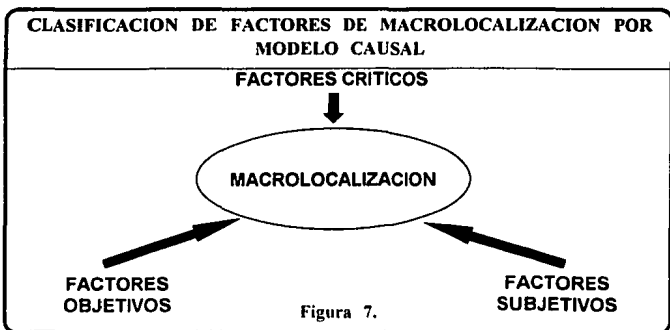 CLASIFICACION DE FACTORES DE MACROLOCALIZACION POR
MODELO CAUSAL
FACTORES CRITICOS
MACROLOCALIZACION
FACTORES
OBJETIVOS
FACTORES
SUBJETIVOS
Figura 7.